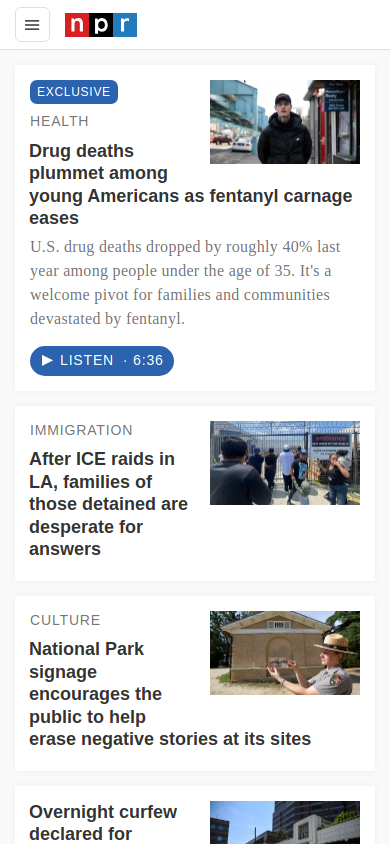 npr
EXCLUSIVE
HEALTH
Drug deaths
plummet among
young Americans as fentanyl carnage
eases
U.S. drug deaths dropped by roughly 40% last
year among people under the age of 35. It's a
welcome pivot for families and communities
devastated by fentanyl.
LISTEN · 6:36
IMMIGRATION
After ICE raids in
LA, families of
those detained are
desperate for
answers
CULTURE
National Park
signage
encourages the
public to help
erase negative stories at its sites
Overnight curfew
declared for